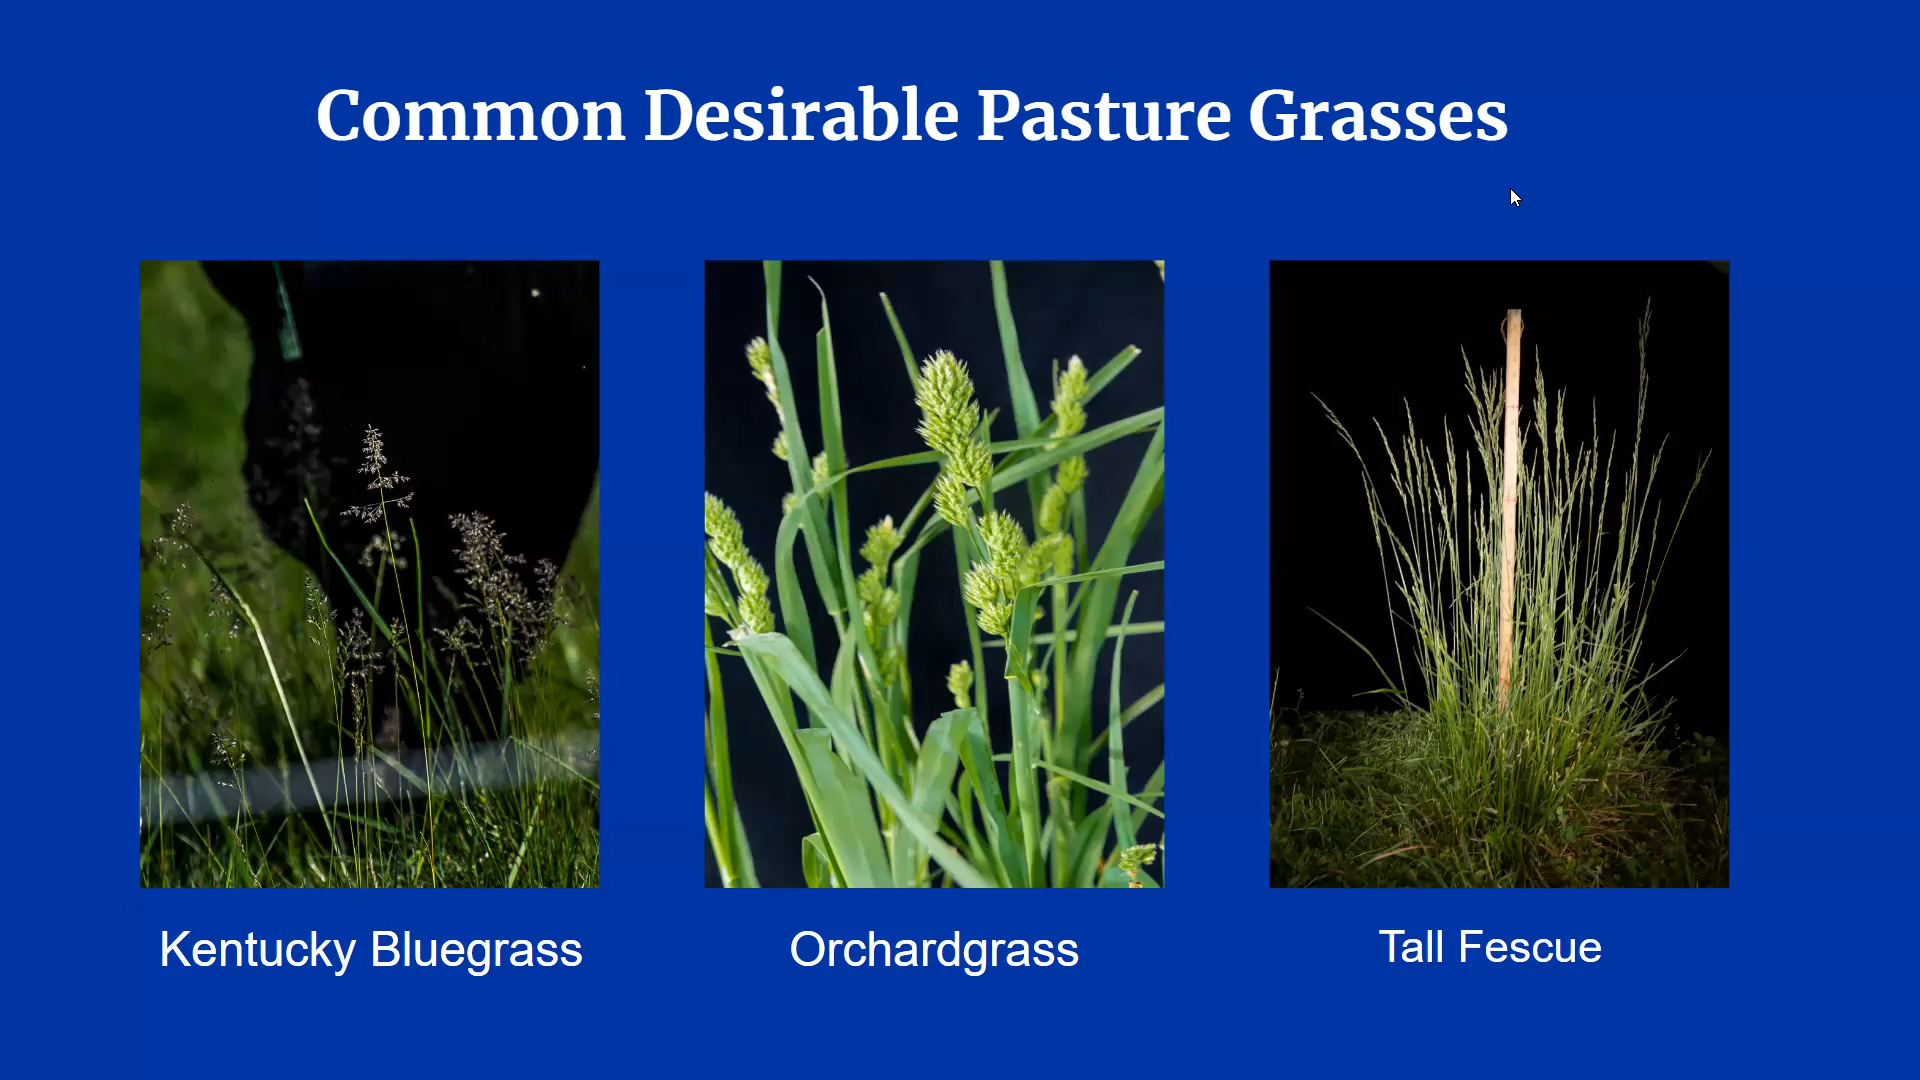 Common Desirable Pasture Grasses
Kentucky Bluegrass
Orchardgrass
Tall Fescue